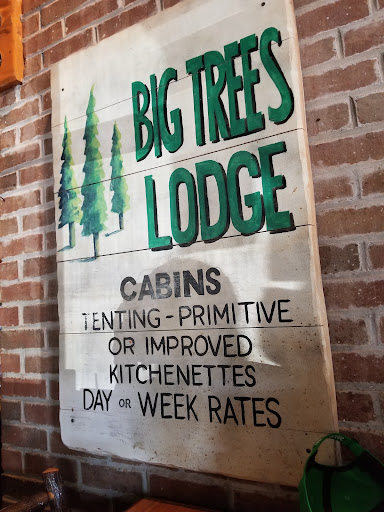 BIG TREES
LODGE
CABINS
TENTING - PRIMITIVE
OR IMPROVED
KITCHENETTES
DAY OR WEEK RATES